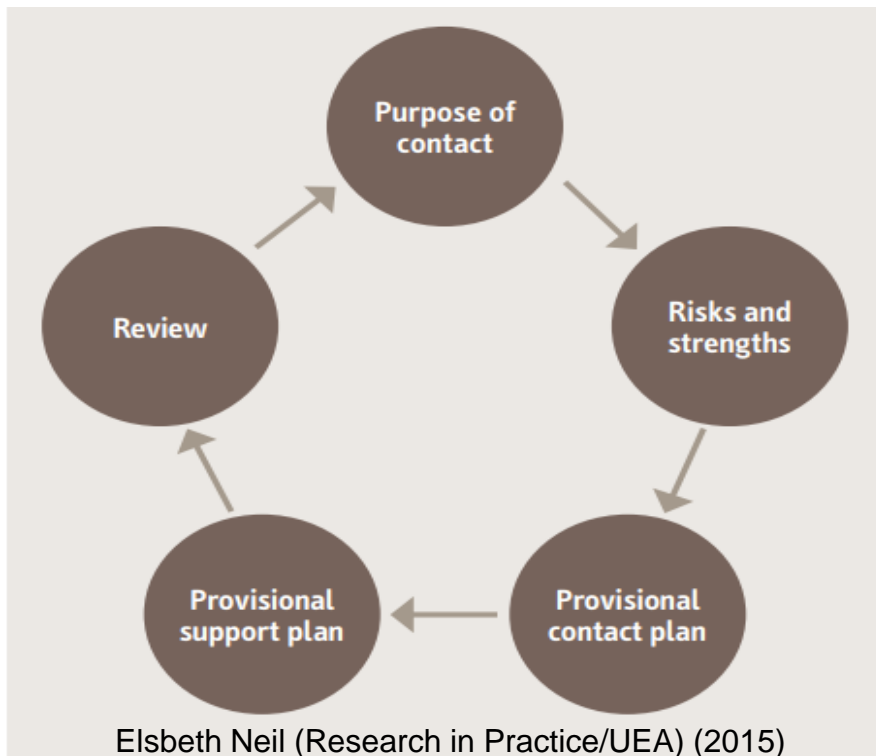 Purpose of
contact
Risks and
strengths
Provisional
contact plan
Provisional
support plan
Review
Elsbeth Neil (Research in Practice/UEA) (2015)